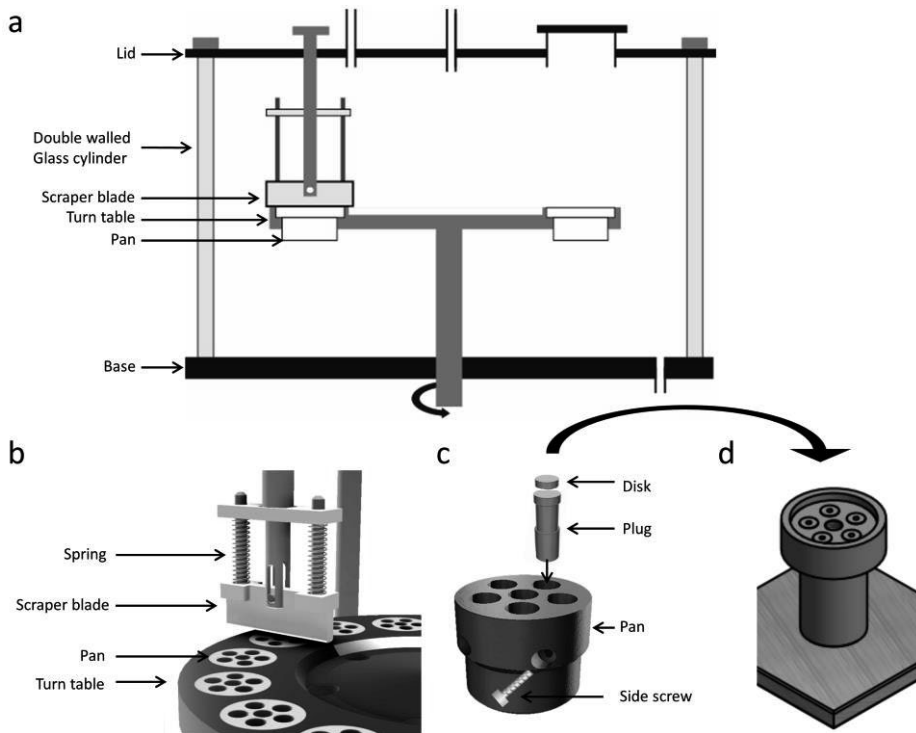 a
Lid
Double walled
Glass cylinder
Scraper blade
Turn table
Pan
Base
b
Spring
Scraper blade
Pan
Turn table
c
Disk
Plug
Pan
Side screw
d